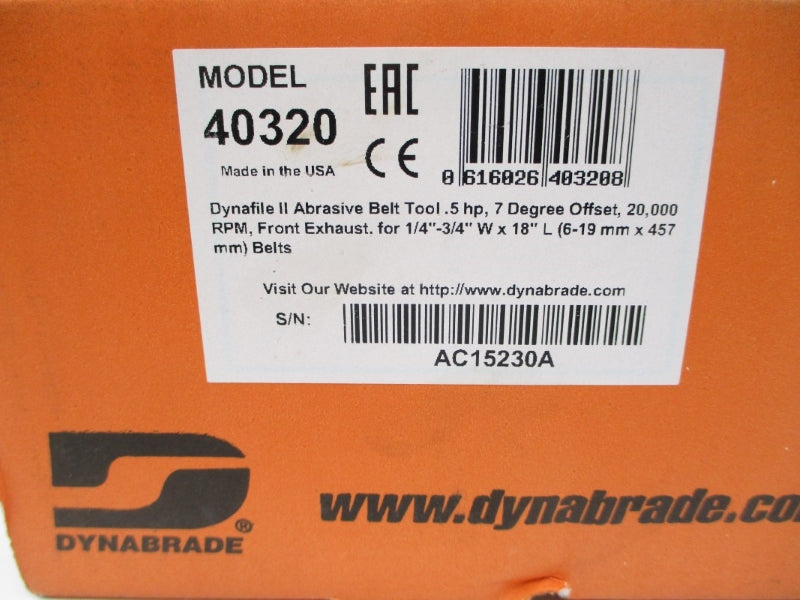 MODEL
40320
Made in the USA
EAC
CE
0 616026 403208
Dynafile II Abrasive Belt Tool .5 hp, 7 Degree Offset, 20,000
RPM, Front Exhaust. for 1/4"-3/4" W x 18" L (6-19 mm x 457
mm) Belts
Visit Our Website at http://www.dynabrade.com
S/N:
AC15230A
DYNABRADE®
www.dynabrade.co